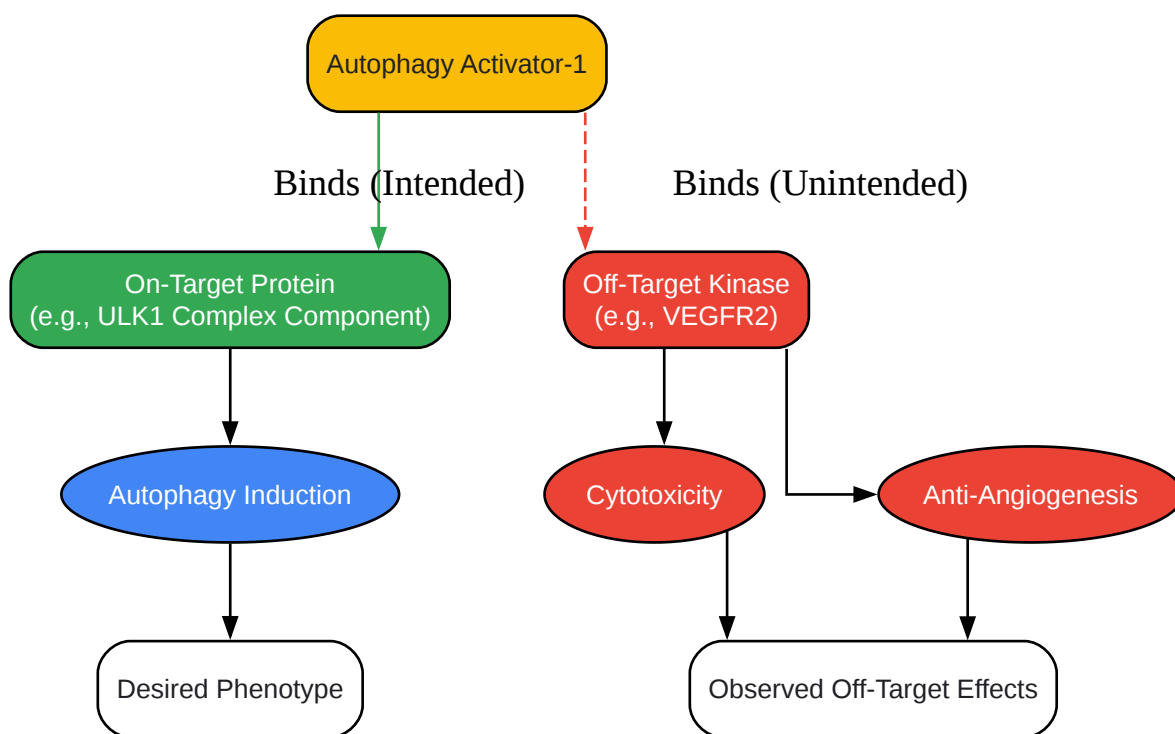 Autophagy Activator-1
Binds (Intended)
Binds (Unintended)
On-Target Protein
(e.g., ULK1 Complex Component)
Off-Target Kinase
(e.g., VEGFR2)
Autophagy Induction
Cytotoxicity
Anti-Angiogenesis
Desired Phenotype
Observed Off-Target Effects